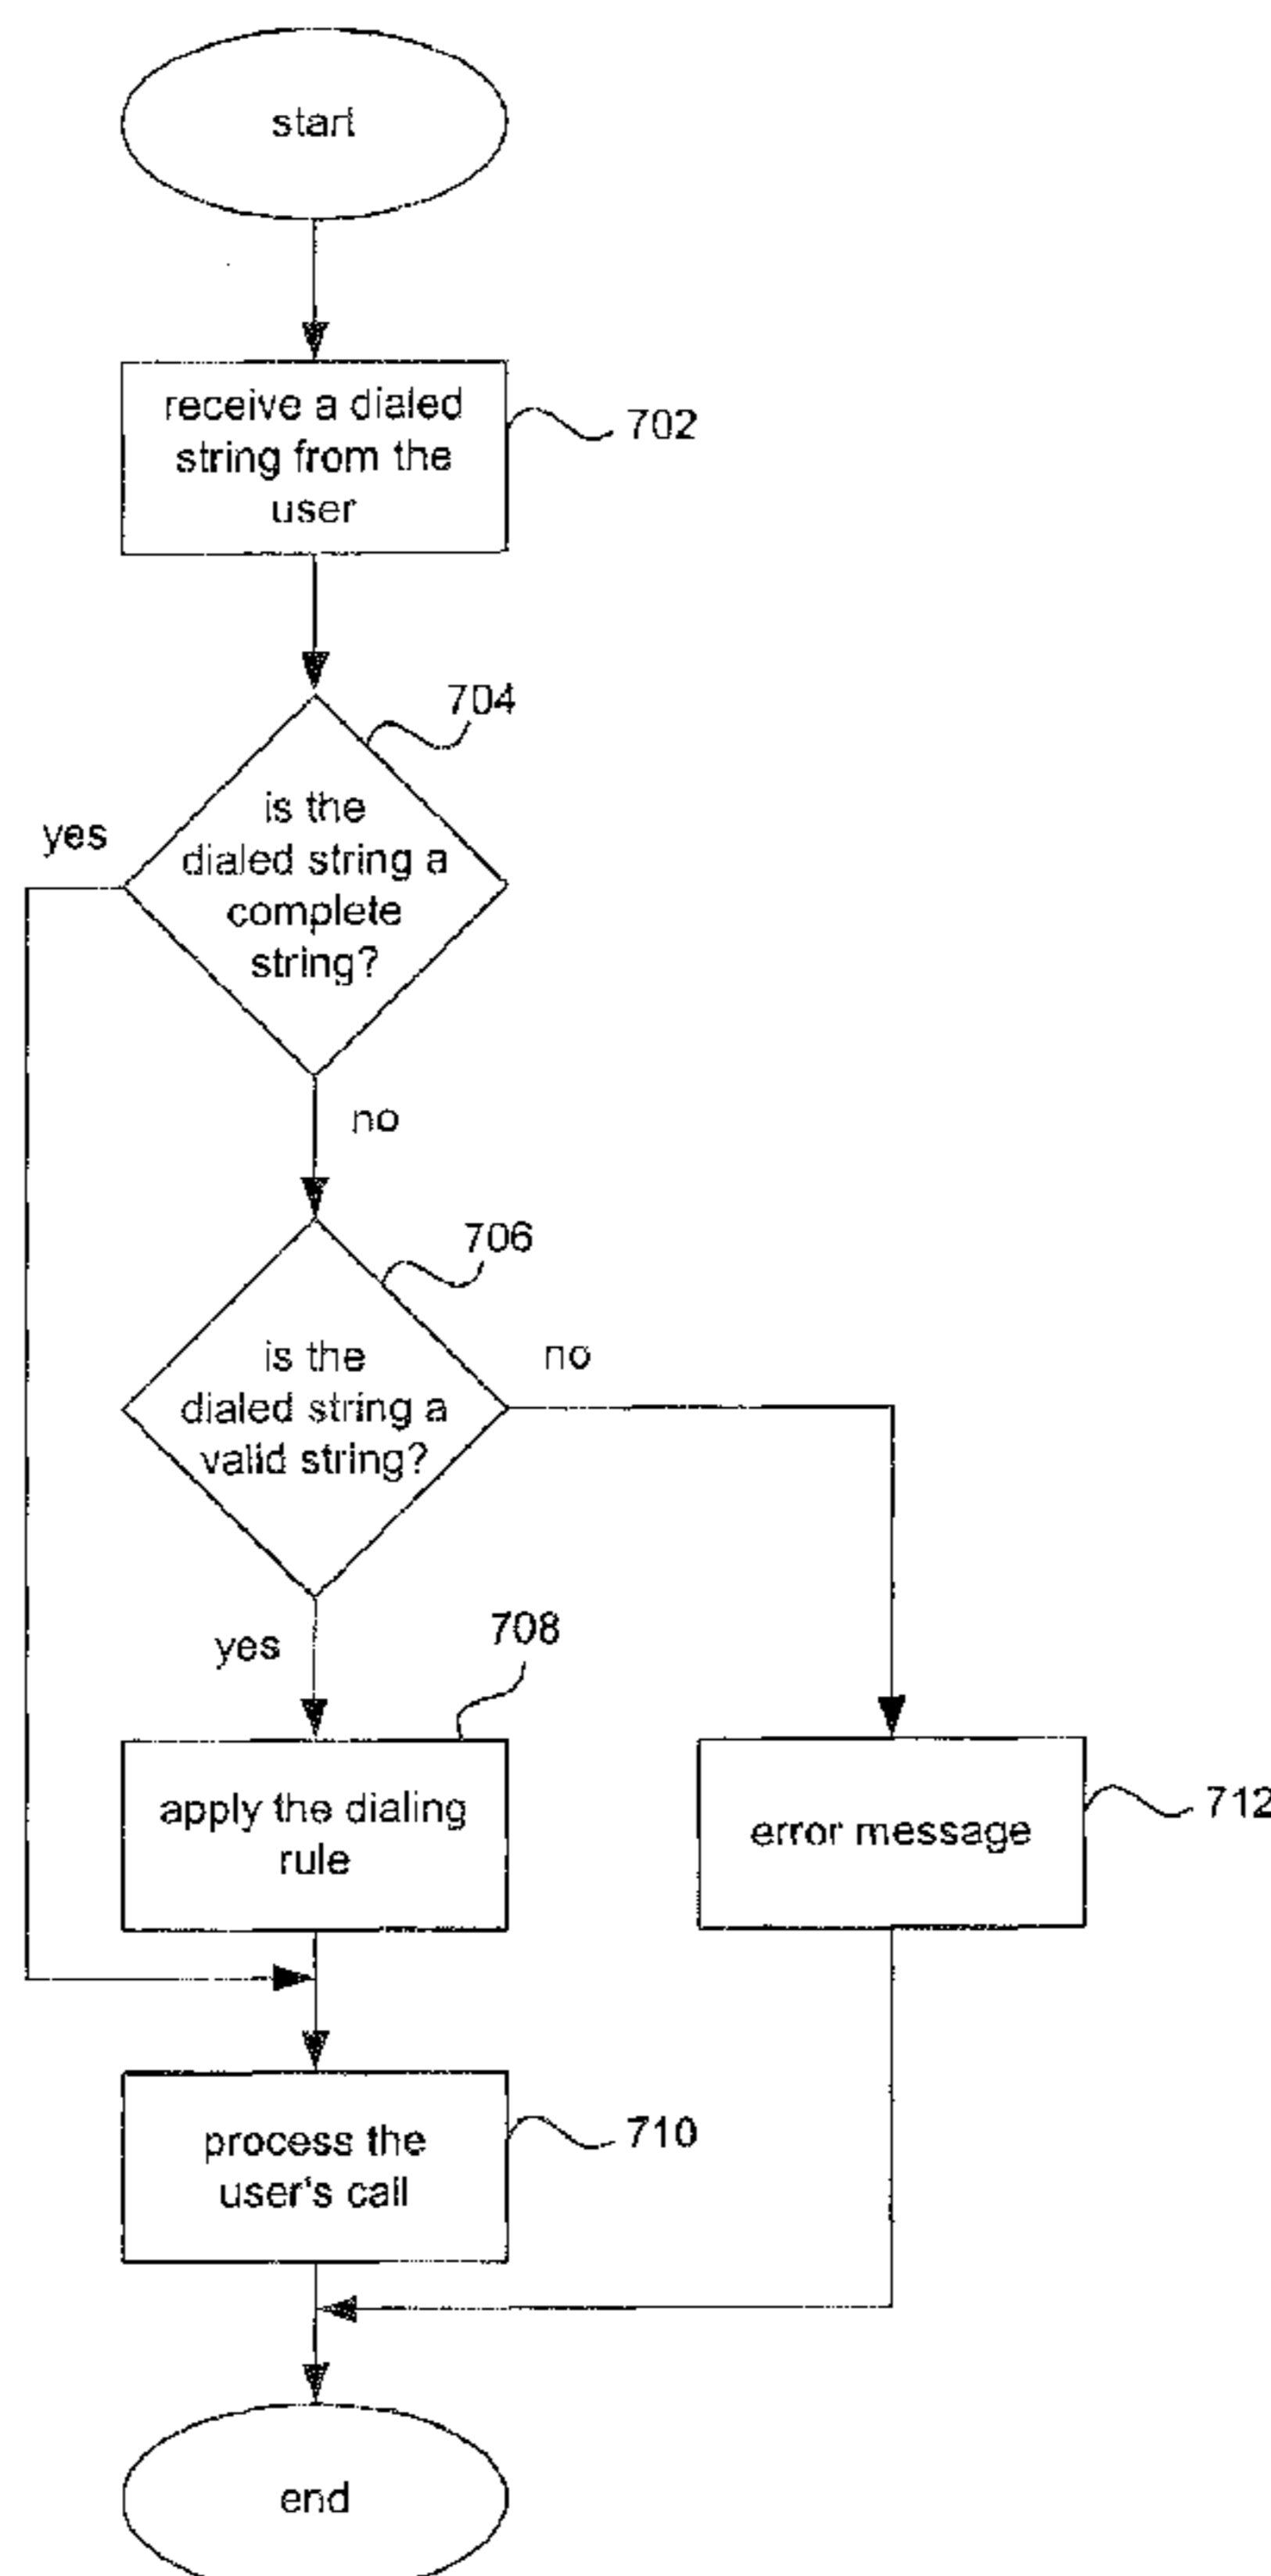 start
receive a dialed
string from the
user
702
704
is the
dialed string a
complete
string?
yes
no
706
is the
dialed string a
valid string?
no
yes
708
apply the dialing
rule
error message
712
process the
user's call
710
end